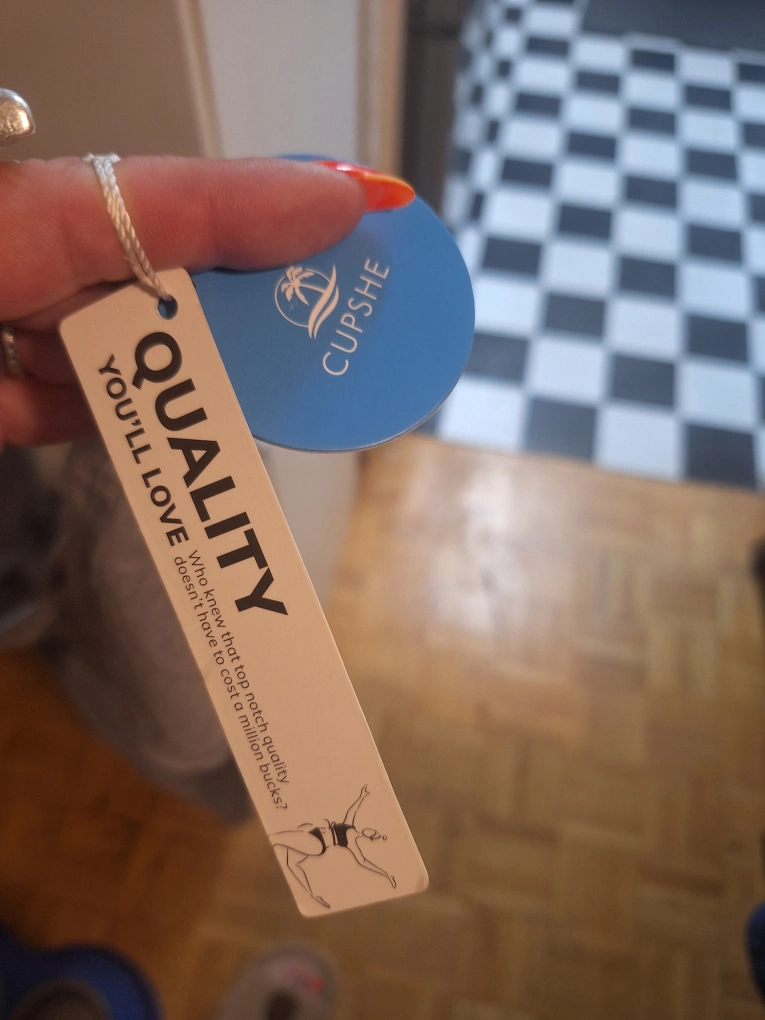 CUPSHE
QUALITY
YOU'LL LOVE
Who knew that top notch quality
doesn't have to cost a million bucks?